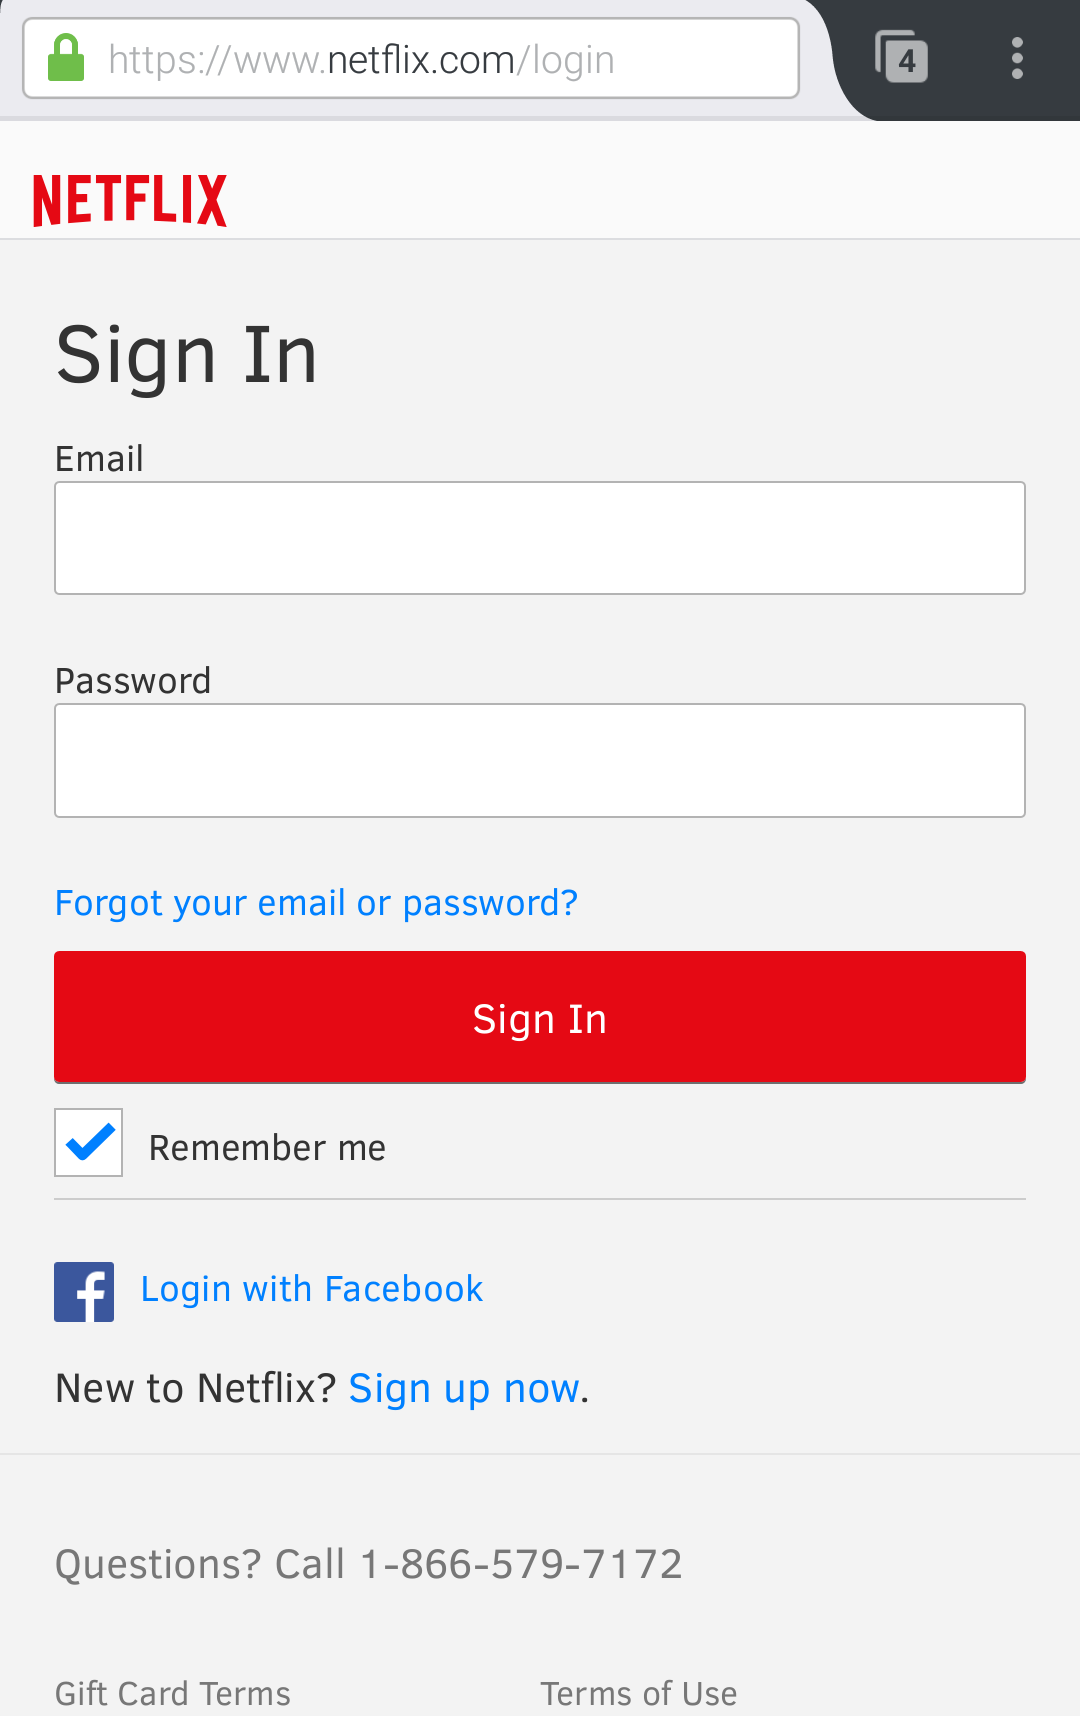 https://www.netflix.com/login
4
NETFLIX
Sign In
Email
Password
Forgot your email or password?
Sign In
Remember me
f Login with Facebook
New to Netflix? Sign up now.
Questions? Call 1-866-579-7172
Gift Card Terms Terms of Use